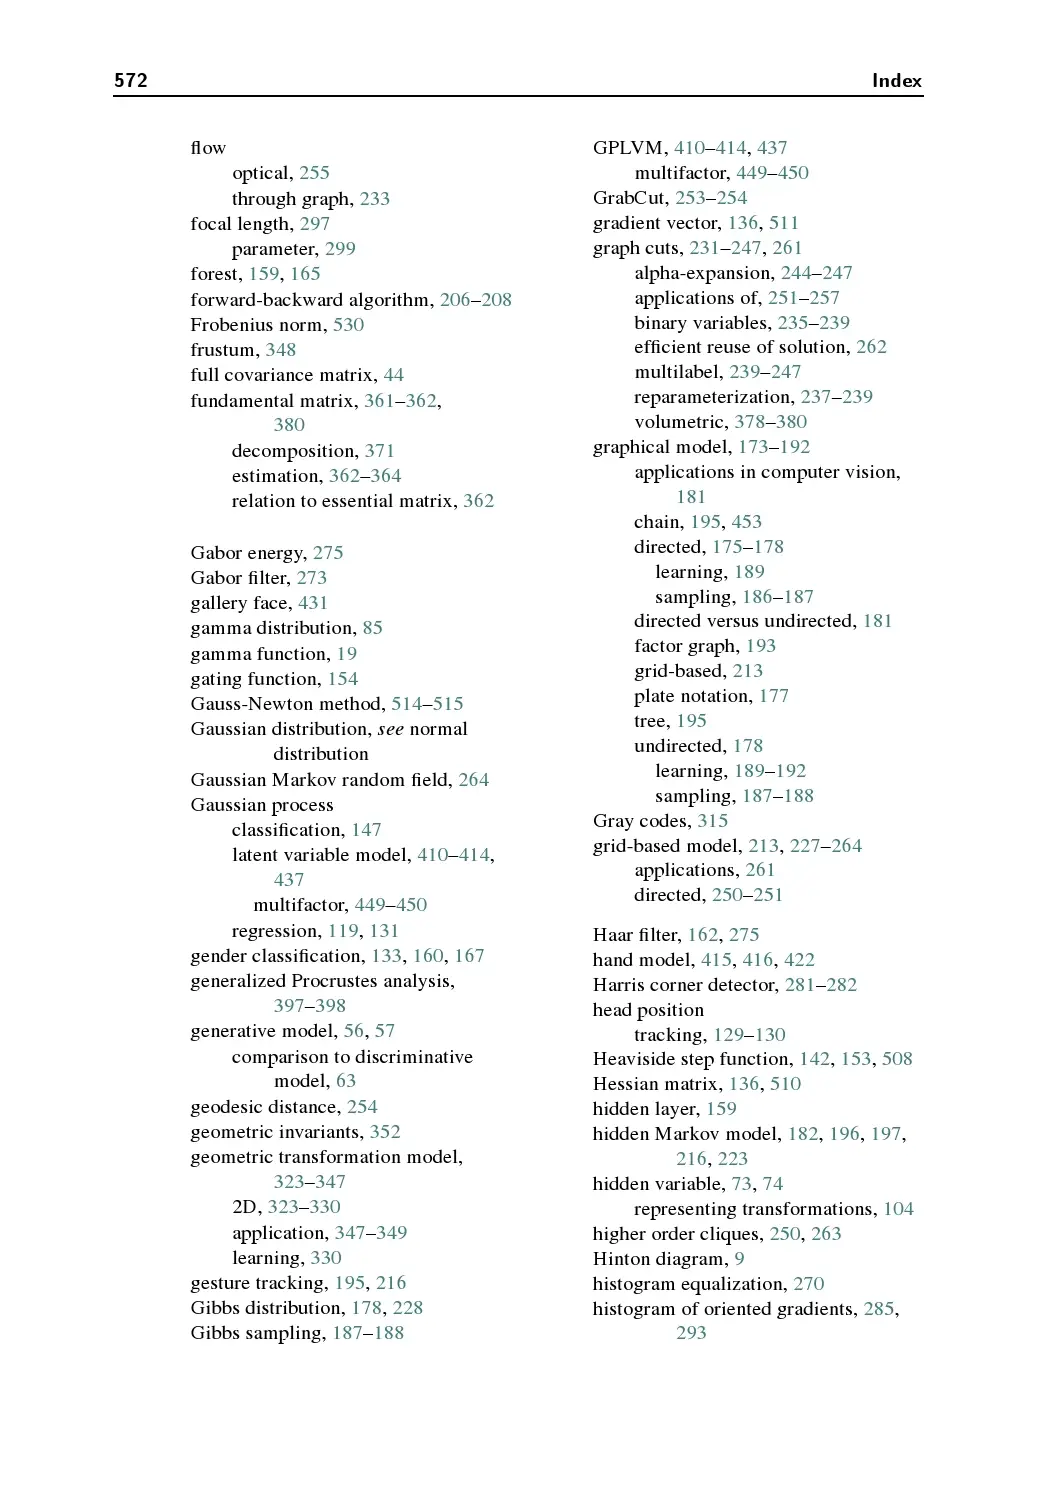 572 Index
flow
optical, 255
through graph, 233
focal length, 297
parameter, 299
forest, 159, 165
forward-backward algorithm, 206–208
Frobenius norm, 530
frustum, 348
full covariance matrix, 44
fundamental matrix, 361–362,
380
decomposition, 371
estimation, 362–364
relation to essential matrix, 362
Gabor energy, 275
Gabor filter, 273
gallery face, 431
gamma distribution, 85
gamma function, 19
gating function, 154
Gauss-Newton method, 514–515
Gaussian distribution, see normal
distribution
Gaussian Markov random field, 264
Gaussian process
classification, 147
latent variable model, 410–414,
437
multifactor, 449–450
regression, 119, 131
gender classification, 133, 160, 167
generalized Procrustes analysis,
397–398
generative model, 56, 57
comparison to discriminative
model, 63
geodesic distance, 254
geometric invariants, 352
geometric transformation model,
323–347
2D, 323–330
application, 347–349
learning, 330
gesture tracking, 195, 216
Gibbs distribution, 178, 228
Gibbs sampling, 187–188
GPLVM, 410–414, 437
multifactor, 449–450
GrabCut, 253–254
gradient vector, 136, 511
graph cuts, 231–247, 261
alpha-expansion, 244–247
applications of, 251–257
binary variables, 235–239
efficient reuse of solution, 262
multilabel, 239–247
reparameterization, 237–239
volumetric, 378–380
graphical model, 173–192
applications in computer vision,
181
chain, 195, 453
directed, 175–178
learning, 189
sampling, 186–187
directed versus undirected, 181
factor graph, 193
grid-based, 213
plate notation, 177
tree, 195
undirected, 178
learning, 189–192
sampling, 187–188
Gray codes, 315
grid-based model, 213, 227–264
applications, 261
directed, 250–251
Haar filter, 162, 275
hand model, 415, 416, 422
Harris corner detector, 281–282
head position
tracking, 129–130
Heaviside step function, 142, 153, 508
Hessian matrix, 136, 510
hidden layer, 159
hidden Markov model, 182, 196, 197,
216, 223
hidden variable, 73, 74
representing transformations, 104
higher order cliques, 250, 263
Hinton diagram, 9
histogram equalization, 270
histogram of oriented gradients, 285,
293